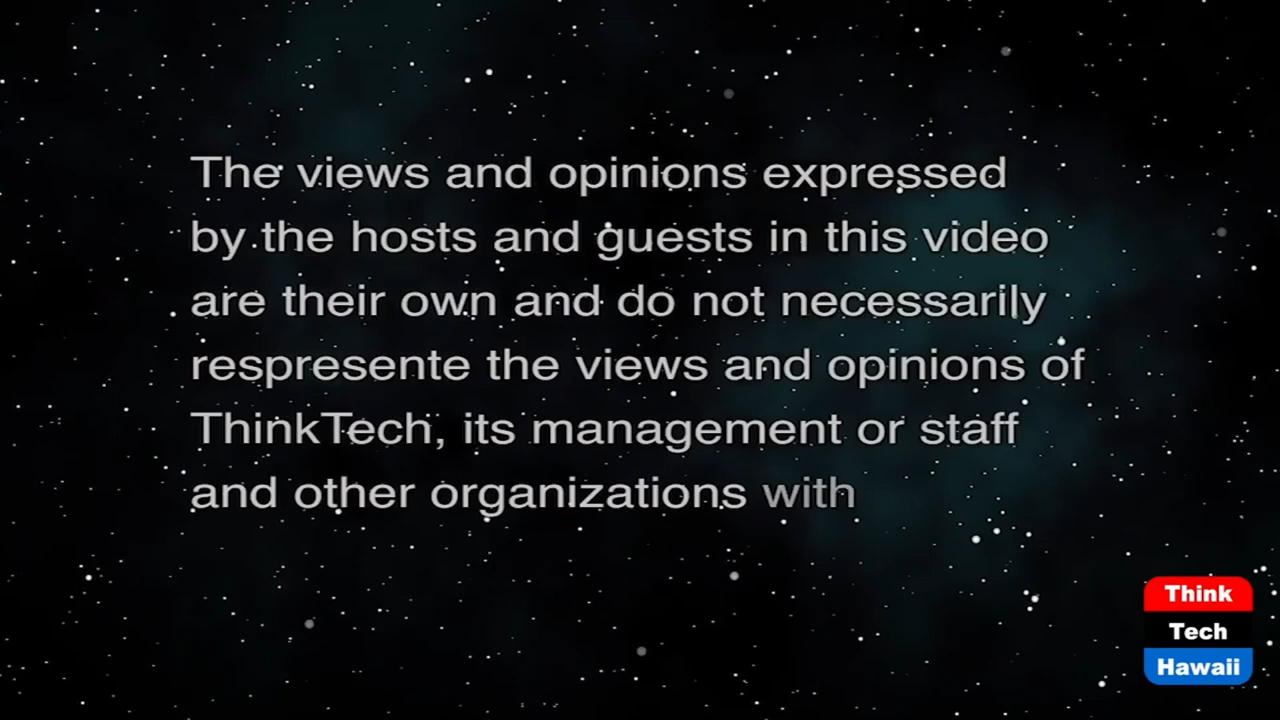 The views and opinions expressed
by the hosts and guests in this video
are their own and do not necessarily
respresente the views and opinions of
ThinkTech, its management or staff
and other organizations with
Think
Tech
Hawaii